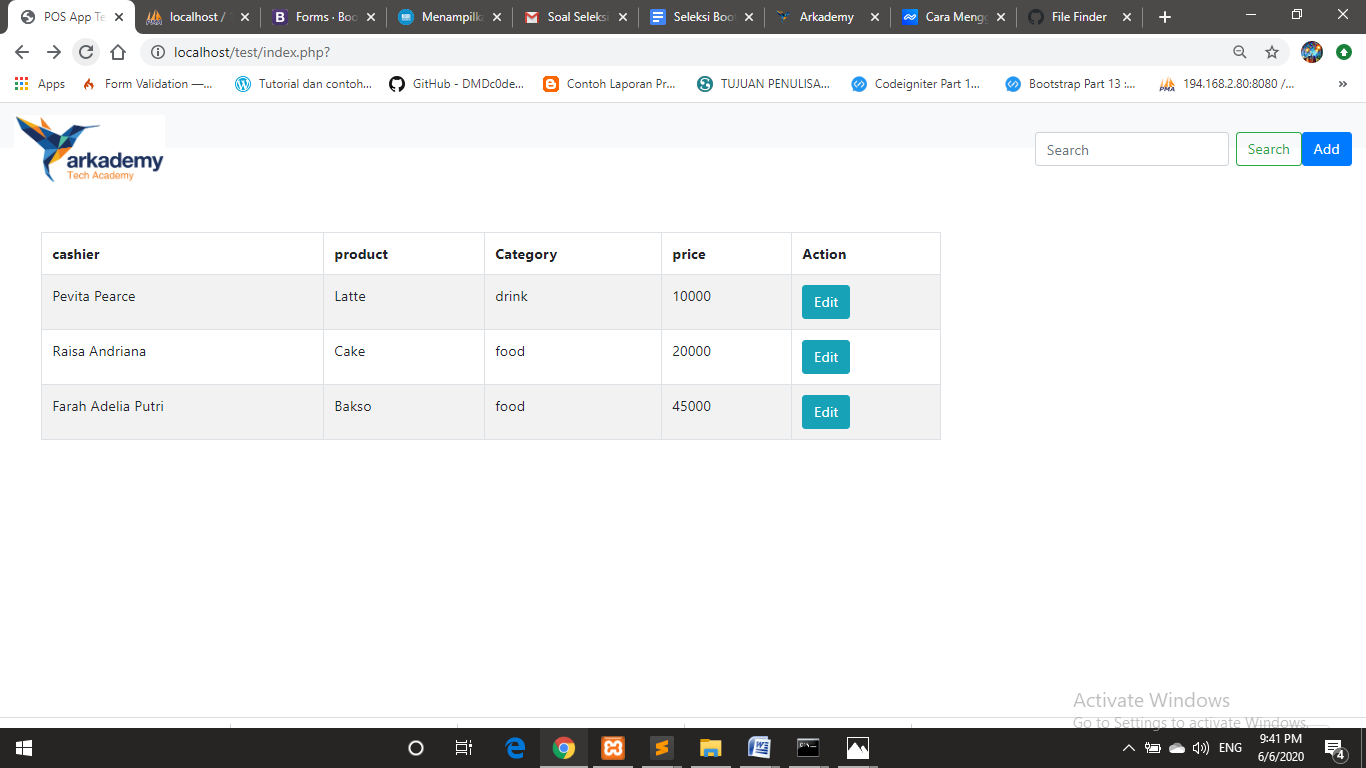 POS App Te
localhost /
Forms · Boo
Menampilka
Soal Seleksi
Seleksi Boot
Arkademy
Cara Mengg
File Finder
localhost/test/index.php?
Apps
Form Validation —...
Tutorial dan contoh...
GitHub - DMDc0de...
Contoh Laporan Pr...
TUJUAN PENULISA...
Codeigniter Part 1...
Bootstrap Part 13 :...
194.168.2.80:8080 /...
»
arkademy
Tech Academy
Search
Search
Add
cashier product Category price Action
Pevita Pearce Latte drink 10000 Edit
Raisa Andriana Cake food 20000 Edit
Farah Adelia Putri Bakso food 45000 Edit
Activate Windows
Go to Settings to activate Windows.
ENG
9:41 PM
6/6/2020
4